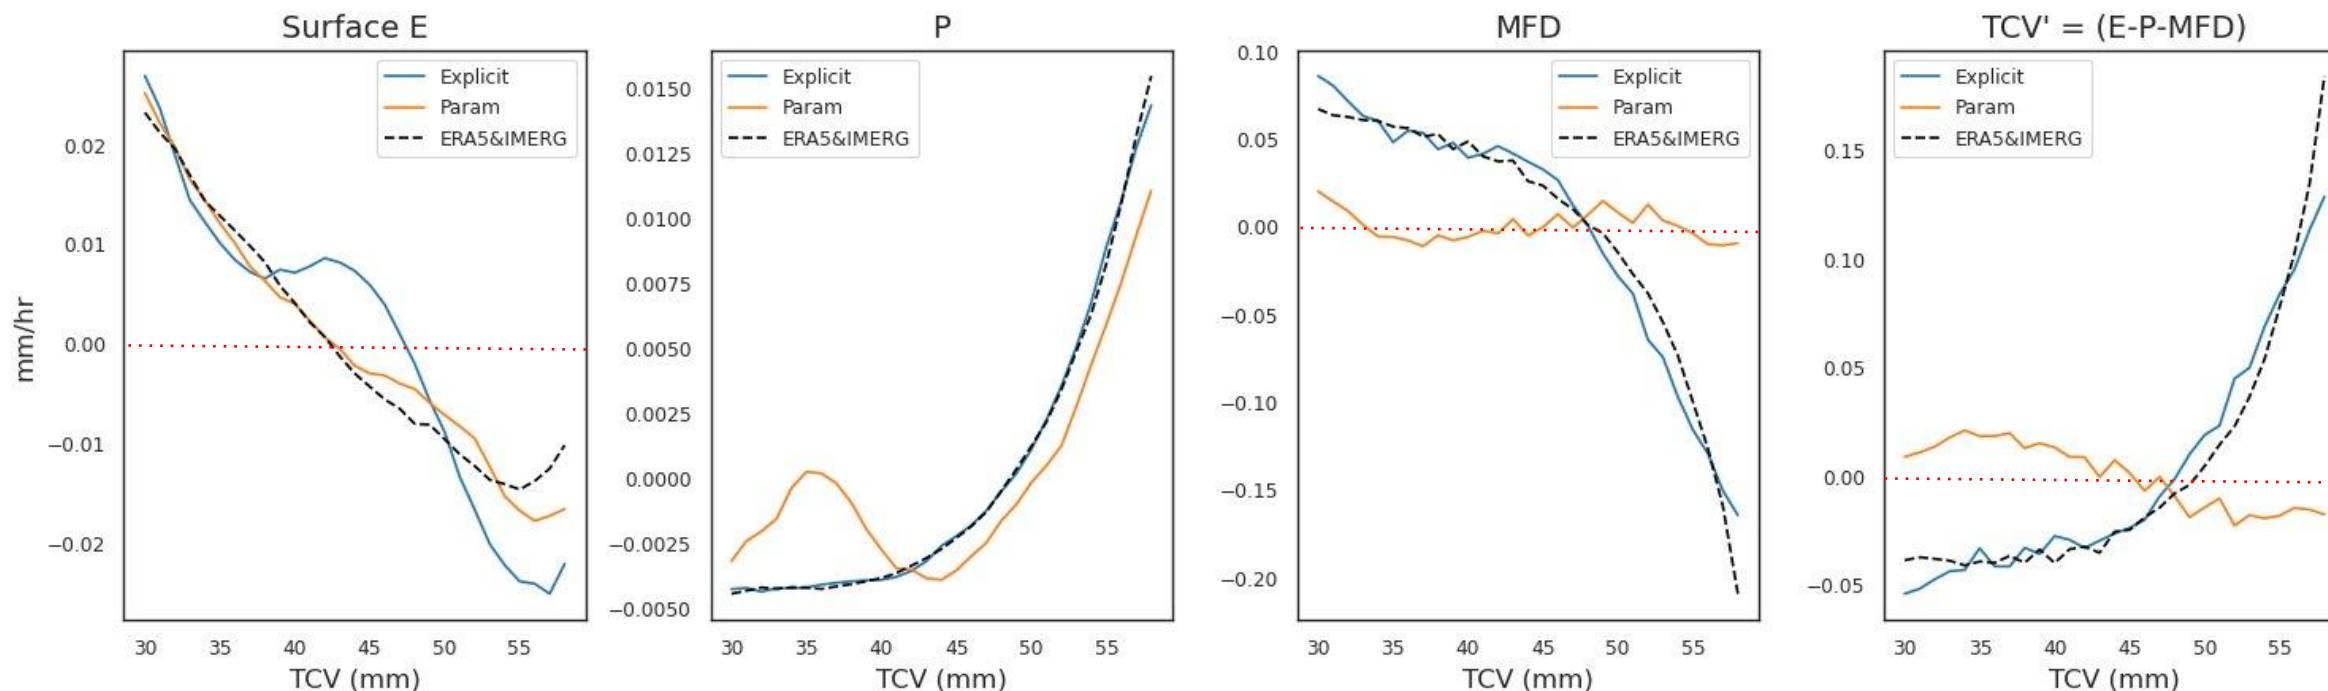 Surface E
Explicit
Param
ERA5&IMERG
mm/hr
0.02
0.01
0.00
−0.01
−0.02
30 35 40 45 50 55
TCV (mm)
P
Explicit
Param
ERA5&IMERG
0.0150
0.0125
0.0100
0.0075
0.0050
0.0025
0.0000
−0.0025
−0.0050
30 35 40 45 50 55
TCV (mm)
MFD
Explicit
Param
ERA5&IMERG
0.10
0.05
0.00
−0.05
−0.10
−0.15
−0.20
30 35 40 45 50 55
TCV (mm)
TCV' = (E-P-MFD)
Explicit
Param
ERA5&IMERG
0.15
0.10
0.05
0.00
−0.05
30 35 40 45 50 55
TCV (mm)